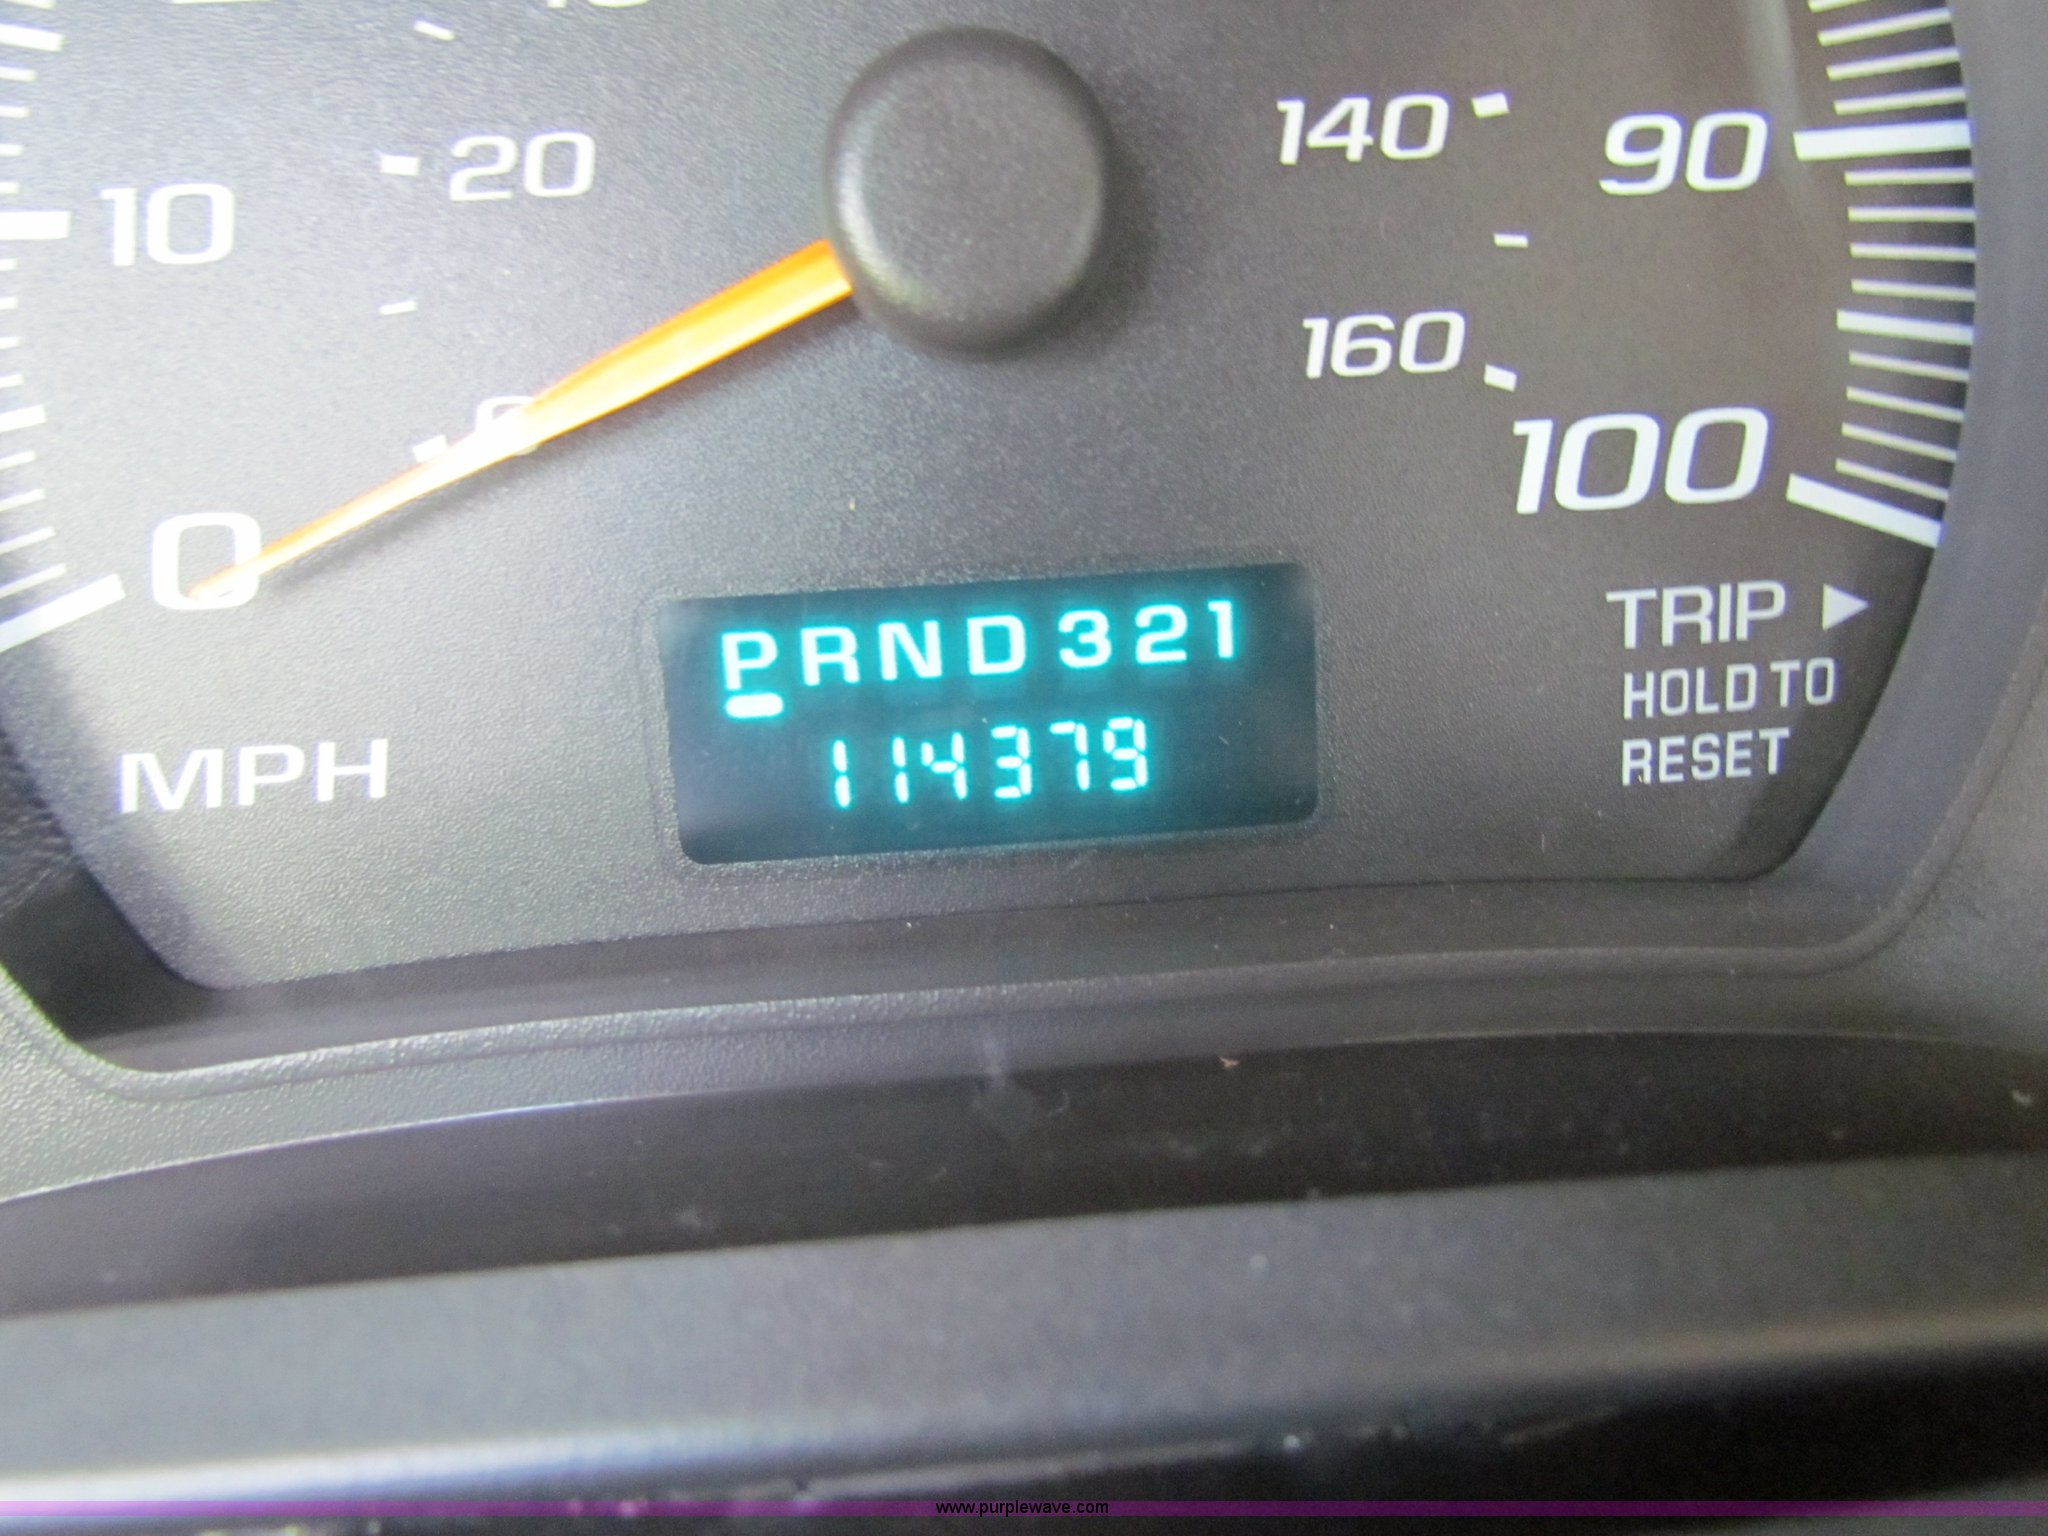 10
20
0
MPH
140
90
160
100
PRND321
114379
TRIP
HOLD TO
RESET
www.purplewave.com